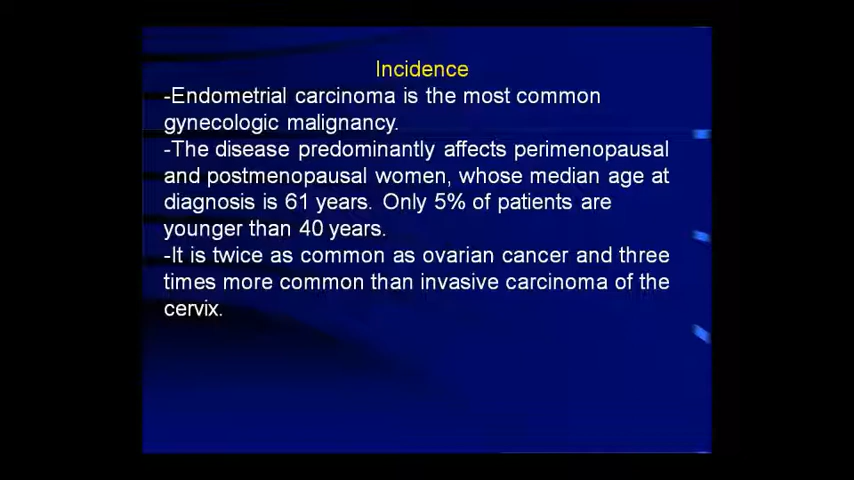 Incidence
-Endometrial carcinoma is the most common
gynecologic malignancy.
-The disease predominantly affects perimenopausal
and postmenopausal women, whose median age at
diagnosis is 61 years. Only 5% of patients are
younger than 40 years.
-It is twice as common as ovarian cancer and three
times more common than invasive carcinoma of the
cervix.